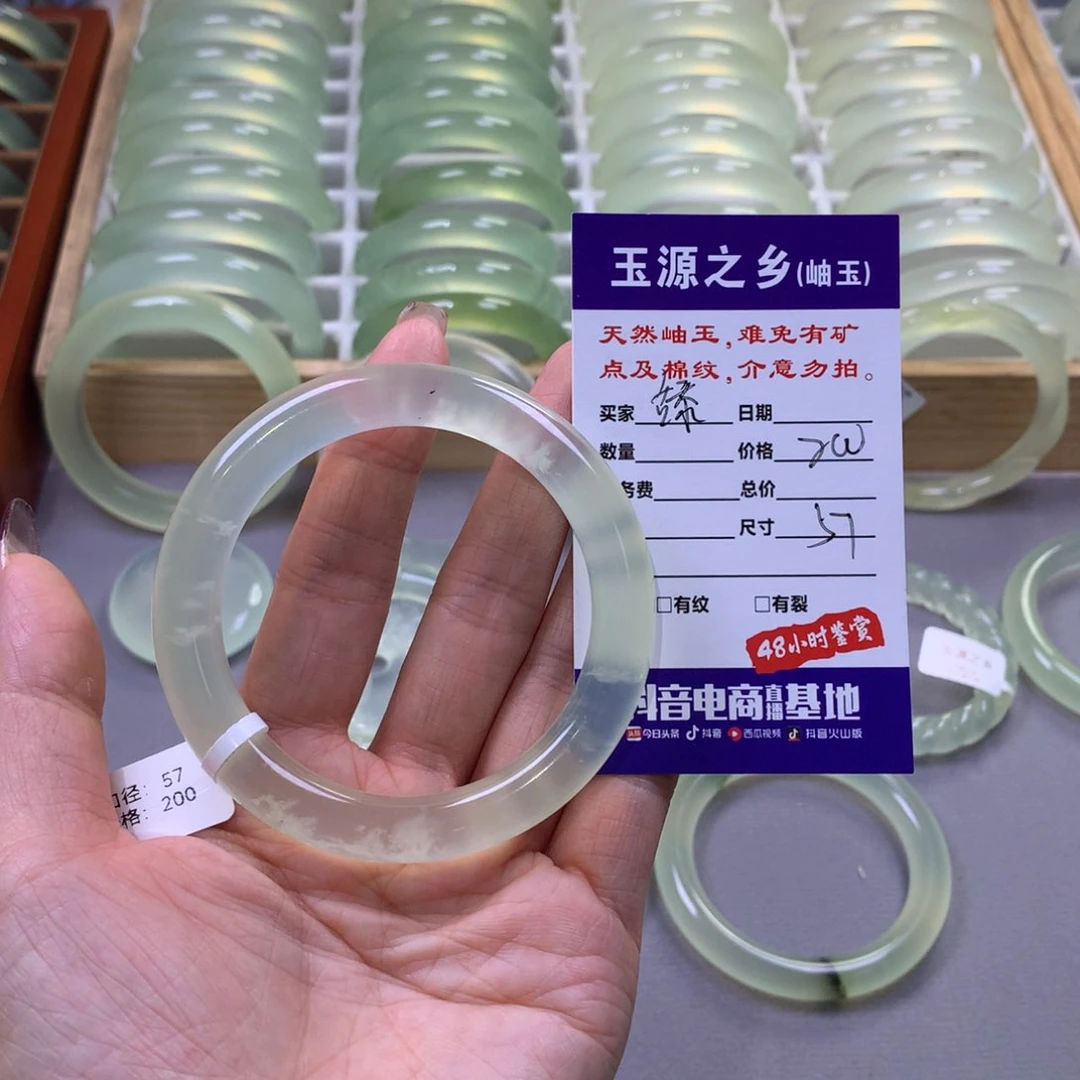 玉源之乡(岫玉)
天然岫玉,难免有矿
点及棉纹,介意勿拍。
买家 日期
数量 价格 200
务费 总价
尺寸 57
□有纹 □有裂
48小时鉴赏
抖音电商直播基地
今日头条 抖音 西瓜视频 抖音火山版
口径: 57
格: 200